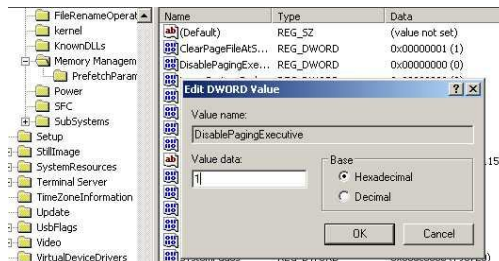 FileRenameOperat
kernel
KnownDLLs
Memory Managem
PrefetchParam
Power
SFC
SubSystems
Setup
StillImage
SystemResources
Terminal Server
TimeZoneInformation
Update
UsbFlags
Video
VirtualDeviceDrivers
Name Type Data
(Default) REG_SZ (value not set)
ClearPageFileAtS... REG_DWORD 0x00000001 (1)
DisablePagingExe... REG_DWORD 0x00000000 (0)
Edit DWORD Value
Value name:
DisablePagingExecutive
Value data:
1
Base
Hexadecimal
Decimal
OK Cancel